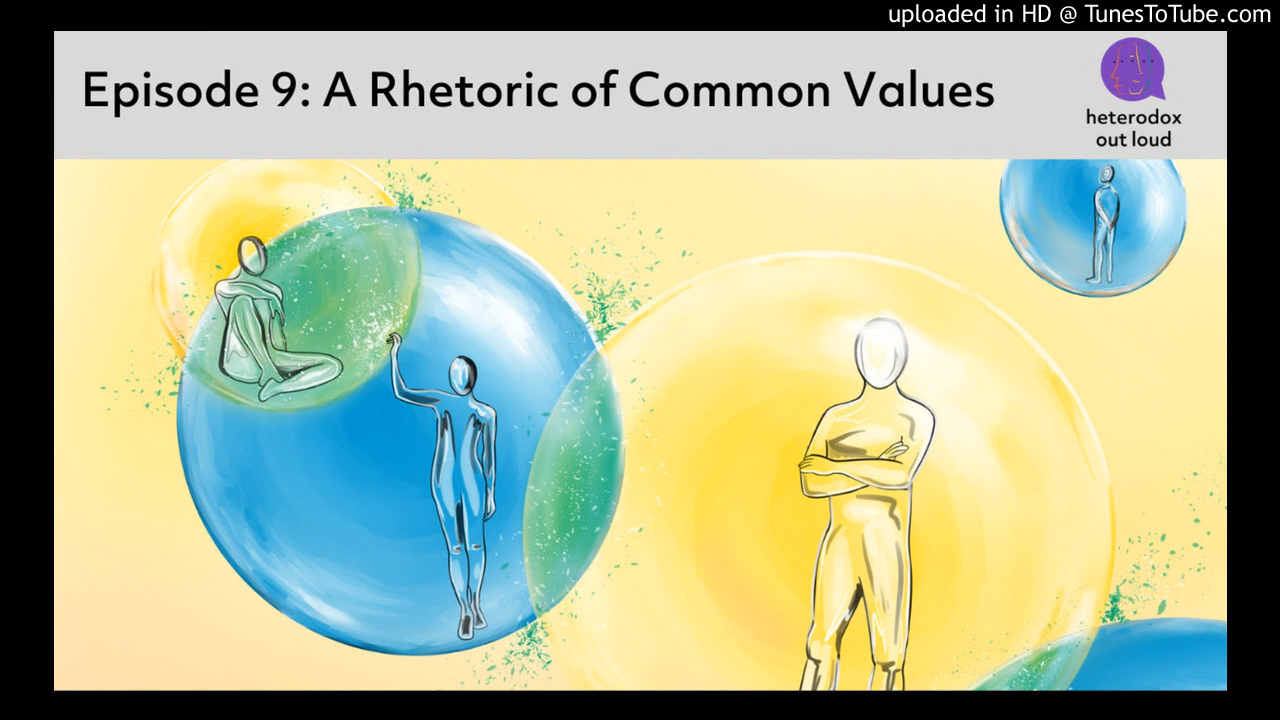 uploaded in HD @ TunesToTube.com
Episode 9: A Rhetoric of Common Values
heterodox
out loud